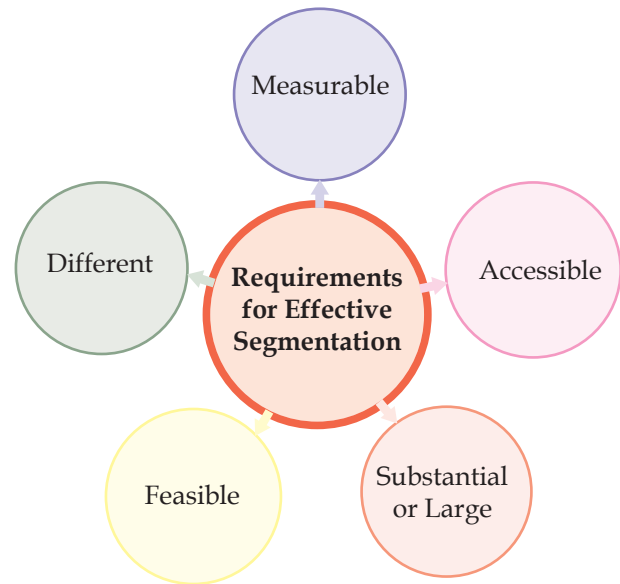 Measurable
Different
Requirements
for Effective
Segmentation
Accessible
Feasible
Substantial
or Large